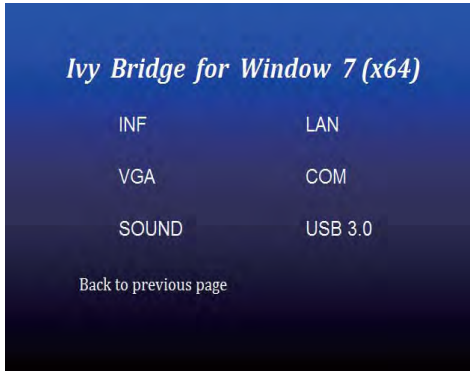 Ivy Bridge for Window 7 (x64)
INF LAN
VGA COM
SOUND USB 3.0
Back to previous page